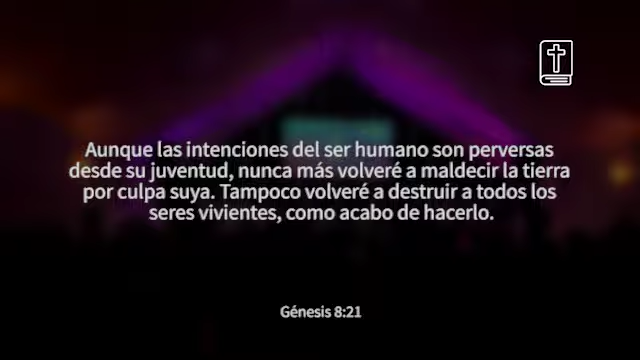 Aunque las intenciones del ser humano son perversas
desde su juventud, nunca más volveré a maldecir la tierra
por culpa suya. Tampoco volveré a destruir a todos los
seres vivientes, como acabo de hacerlo.
Génesis 8:21